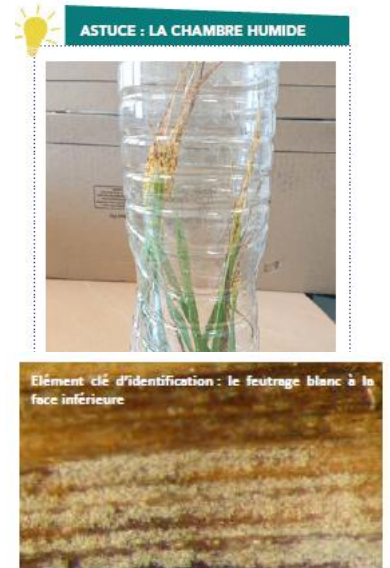 ASTUCE : LA CHAMBRE HUMIDE
Elément clé d'identification : le feutrage blanc à la
face inférieure